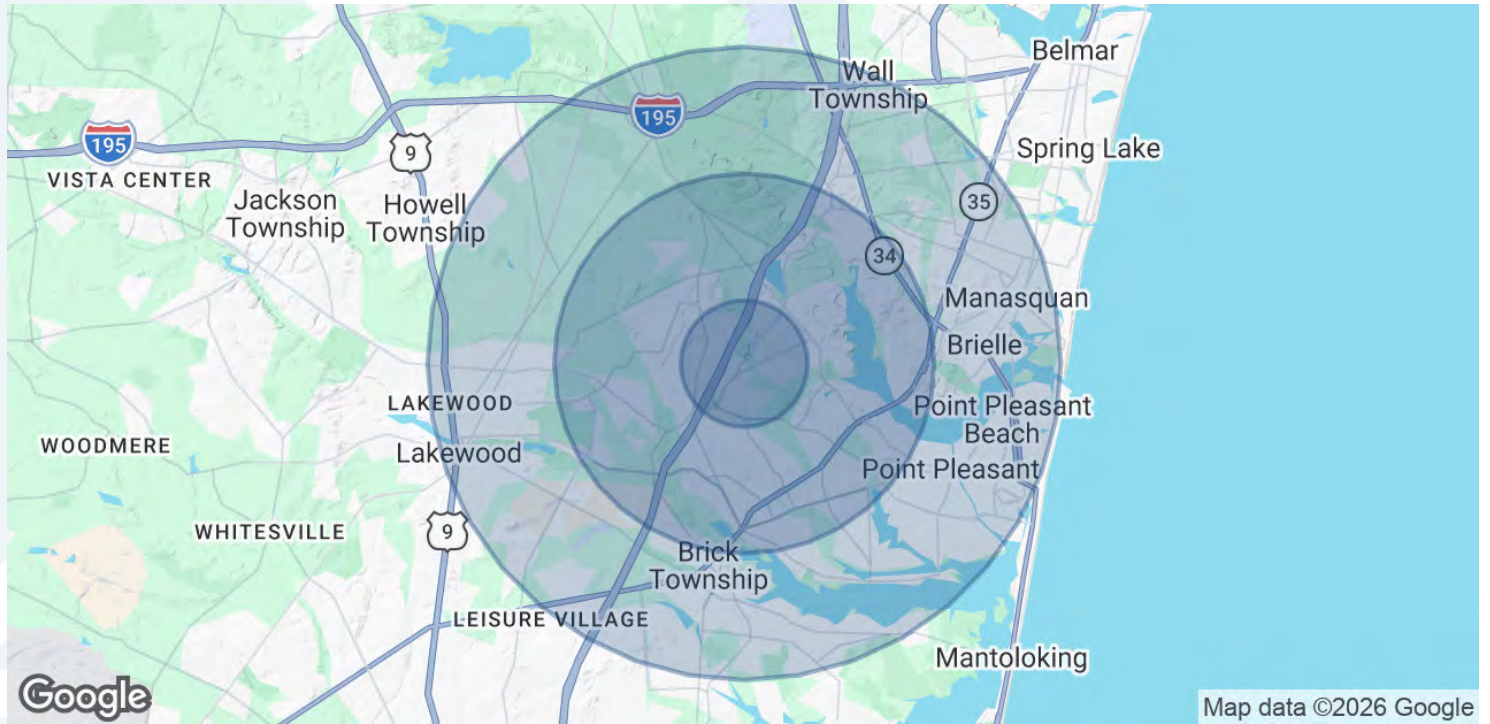 Belmar
Wall
Township
195
195
9
Spring Lake
VISTA CENTER
Jackson
Township
Howell
Township
35
34
Manasquan
Brielle
LAKEWOOD
Point Pleasant
Beach
WOODMERE
Lakewood
Point Pleasant
WHITESVILLE
9
Brick
Township
LEISURE VILLAGE
Mantoloking
Google
Map data ©2026 Google